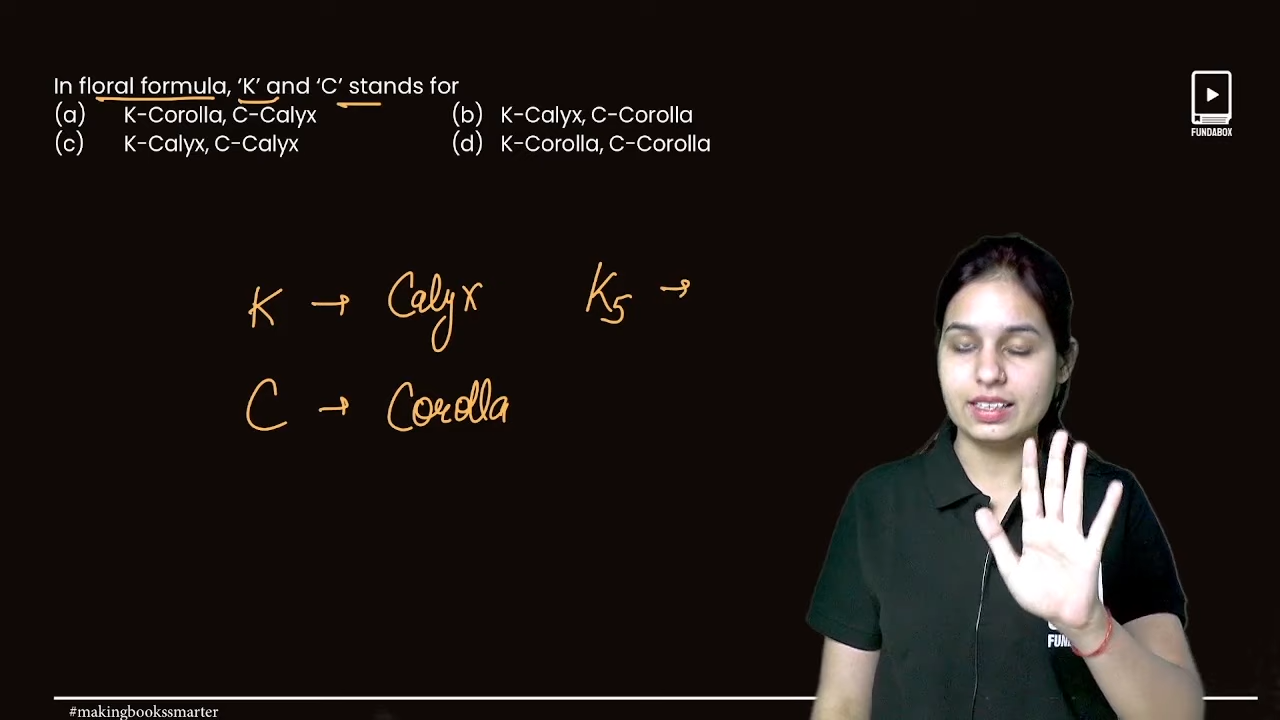 In floral formula, ‘K’ and ‘C’ stands for
(a) K-Corolla, C-Calyx (b) K-Calyx, C-Corolla
(c) K-Calyx, C-Calyx (d) K-Corolla, C-Corolla
FUNDABOX
K → Calyx K5 →
C → Corolla
#makingbookssmarter